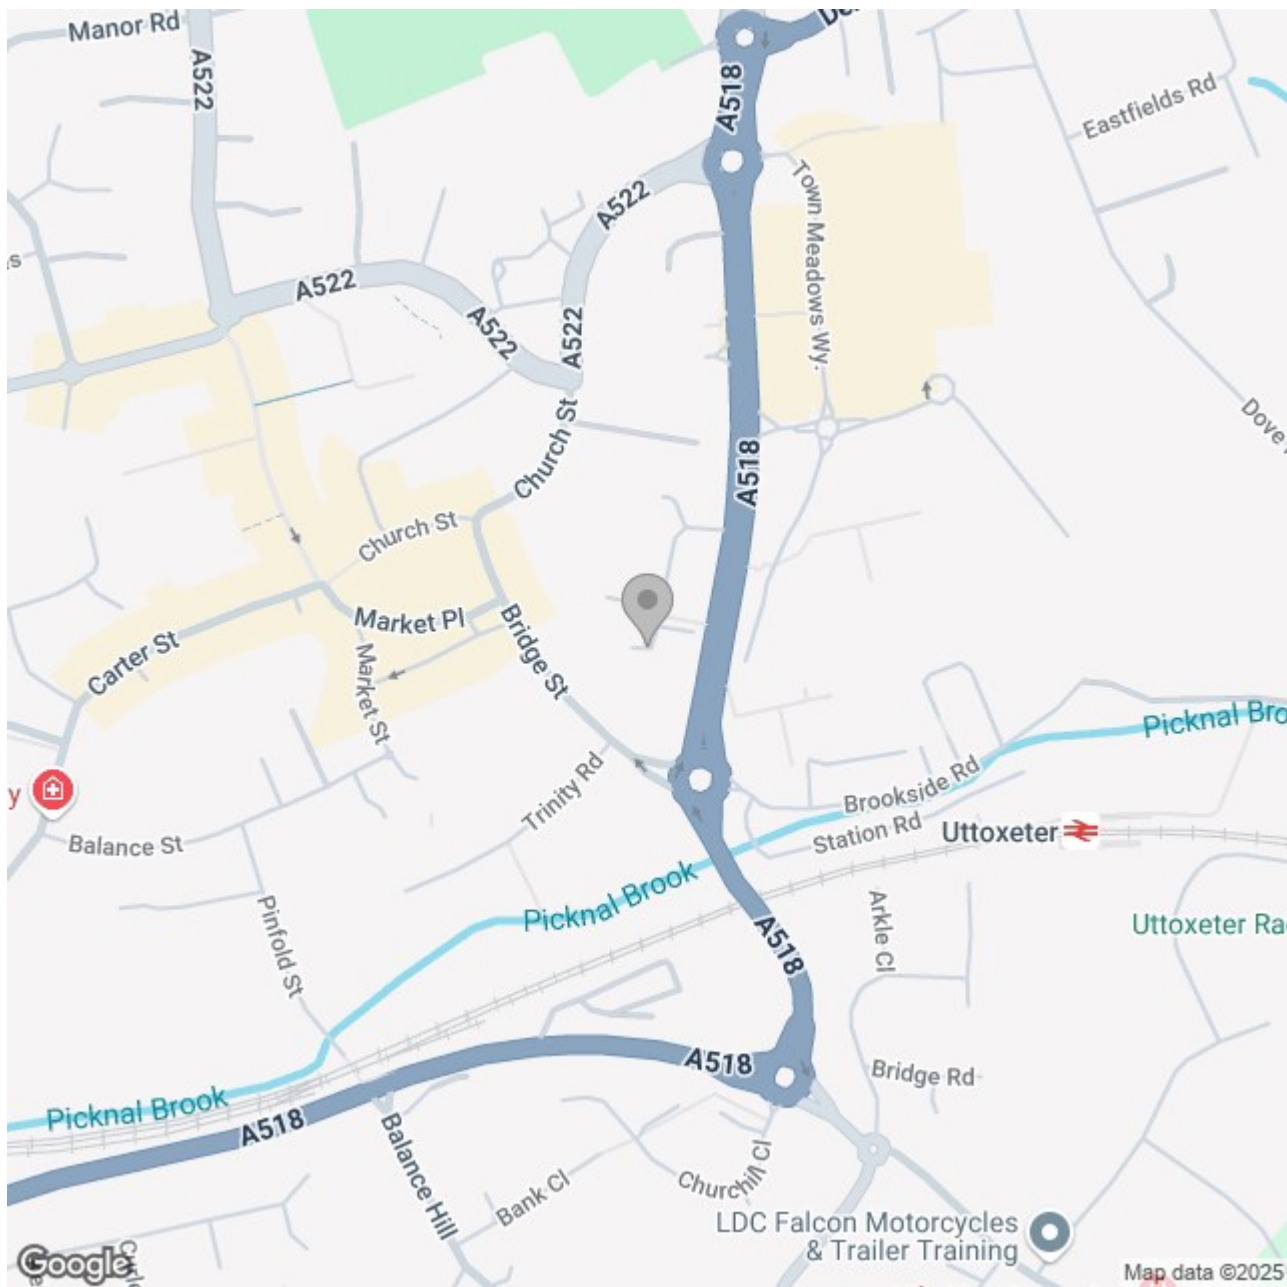 Manor Rd
A522
A518
De
Eastfields Rd
A522
Town Meadows Wy.
s
A522
A522
A522
Church St
A518
Dove
Church St
Market Pl
Bridge St
Carter St
Market St
Picknal Bro
Trinity Rd
Brookside Rd
Station Rd
Uttoxeter
y
Balance St
Picknal Brook
Pinfold St
Arkle Cl
Uttoxeter Ra
A518
A518
Bridge Rd
Picknal Brook
A518
Balance Hill
Bank Cl
Churchill Cl
LDC Falcon Motorcycles
& Trailer Training
Google
Map data ©2025